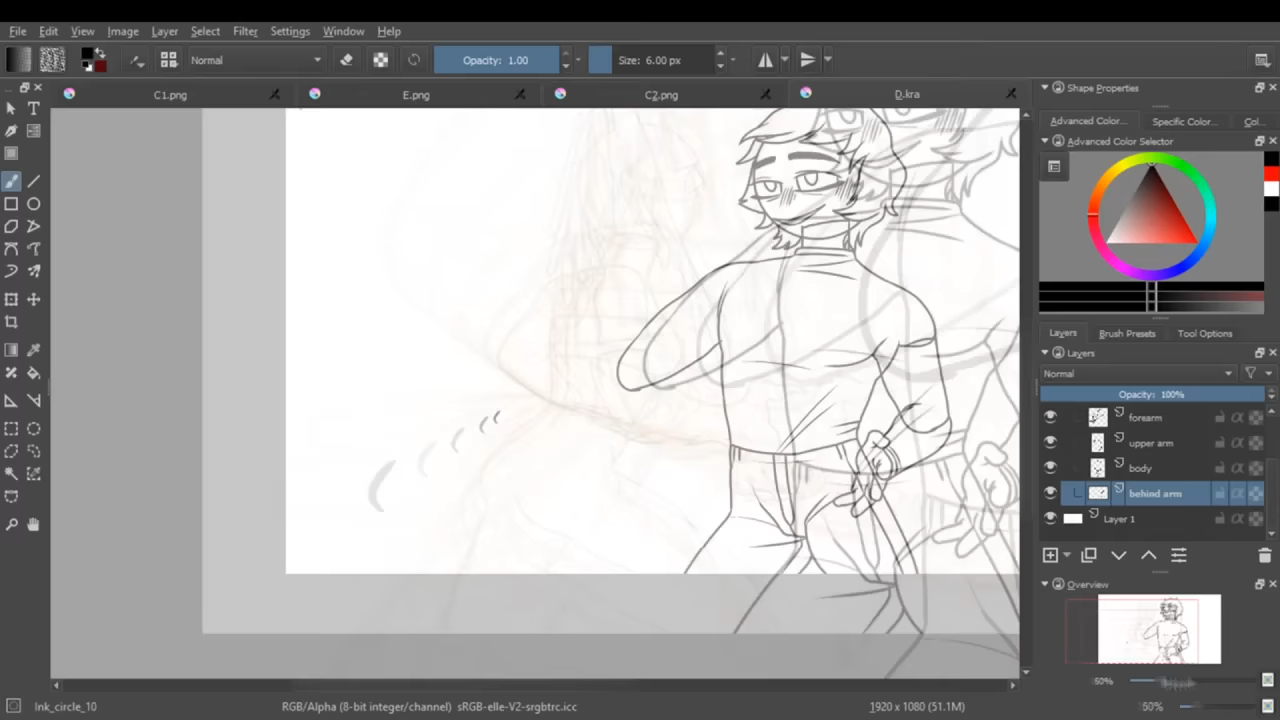 File Edit View Image Layer Select Filter Settings Window Help
Normal Opacity: 1.00 Size: 6.00 px
C1.png E.png C2.png D.kra
Shape Properties
Advanced Color... Specific Color... Col...
Advanced Color Selector
Layers Brush Presets Tool Options
Layers
Normal
Opacity: 100%
forearm
upper arm
body
behind arm
Layer 1
Overview
50%
Ink_circle_10 RGB/Alpha (8-bit integer/channel) sRGB-elle-V2-srgbtrc.icc 1920 x 1080 (51.1M) 50%